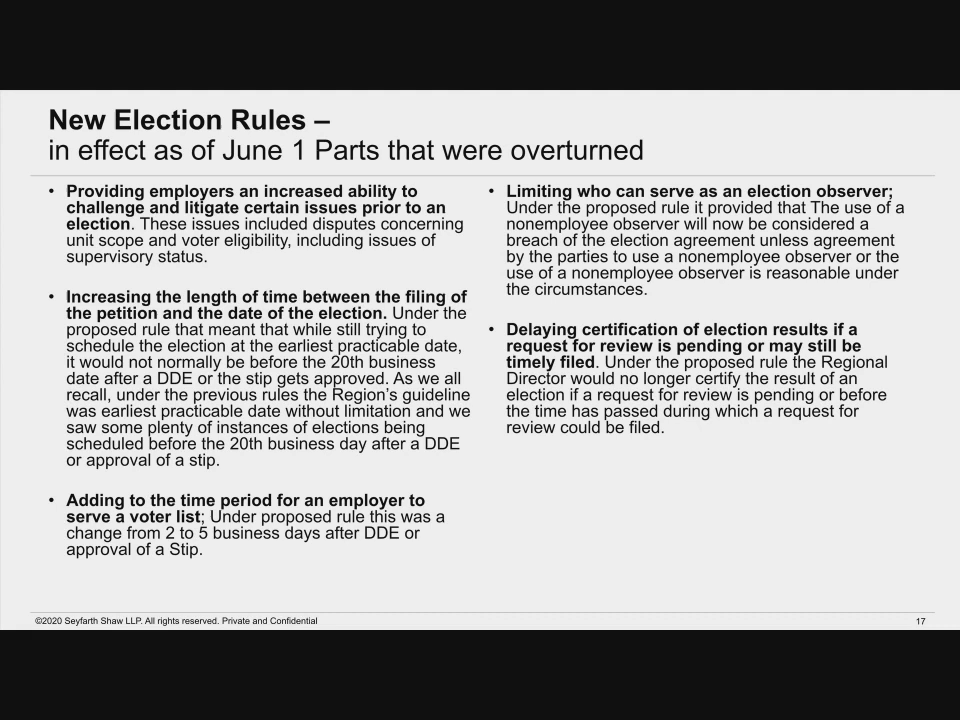 New Election Rules –
in effect as of June 1 Parts that were overturned
• Providing employers an increased ability to
challenge and litigate certain issues prior to an
election. These issues included disputes concerning
unit scope and voter eligibility, including issues of
supervisory status.
• Increasing the length of time between the filing of
the petition and the date of the election. Under the
proposed rule that meant that while still trying to
schedule the election at the earliest practicable date,
it would not normally be before the 20th business
date after a DDE or the stip gets approved. As we all
recall, under the previous rules the Region’s guideline
was earliest practicable date without limitation and we
saw some plenty of instances of elections being
scheduled before the 20th business day after a DDE
or approval of a stip.
• Adding to the time period for an employer to
serve a voter list; Under proposed rule this was a
change from 2 to 5 business days after DDE or
approval of a Stip.
• Limiting who can serve as an election observer;
Under the proposed rule it provided that The use of a
nonemployee observer will now be considered a
breach of the election agreement unless agreement
by the parties to use a nonemployee observer or the
use of a nonemployee observer is reasonable under
the circumstances.
• Delaying certification of election results if a
request for review is pending or may still be
timely filed. Under the proposed rule the Regional
Director would no longer certify the result of an
election if a request for review is pending or before
the time has passed during which a request for
review could be filed.
©2020 Seyfarth Shaw LLP. All rights reserved. Private and Confidential
17